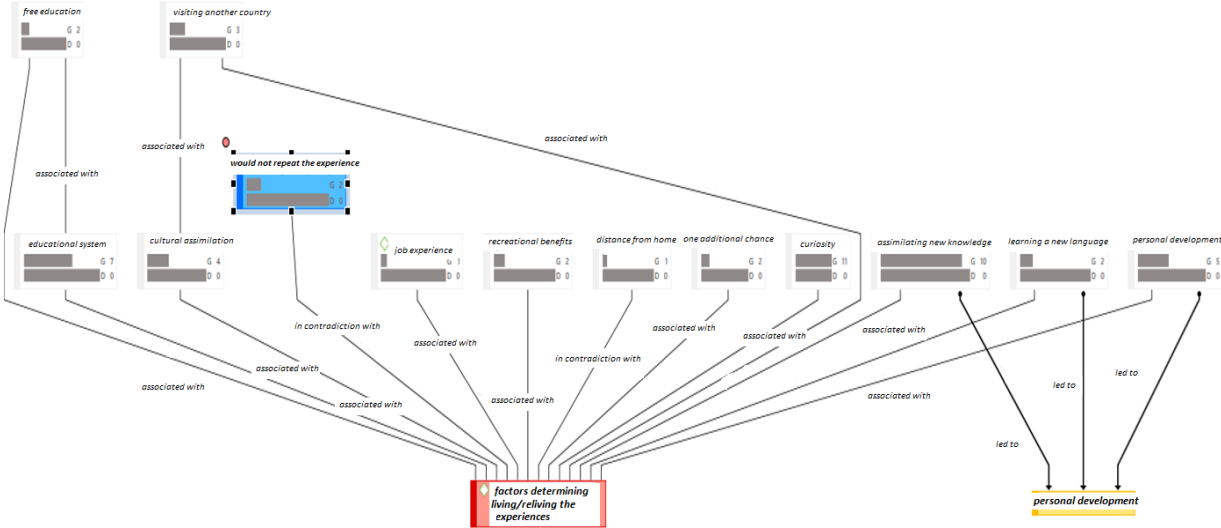 free education
G 2
D 0
visiting another country
G 3
D 0
associated with
associated with
associated with
would not repeat the experience
G 2
D 0
educational system
G 7
D 0
cultural assimilation
G 4
D 0
job experience
G 1
D 0
recreational benefits
G 2
D 0
distance from home
G 1
D 0
one additional chance
G 2
D 0
curiosity
G 11
D 0
assimilating new knowledge
G 10
D 0
learning a new language
G 2
D 0
personal development
G 5
D 0
in contradiction with
associated with
associated with
associated with
associated with
associated with
in contradiction with
associated with
associated with
associated with
led to
led to
associated with
associated with
associated with
led to
factors determining
living/reliving the
experiences
personal development